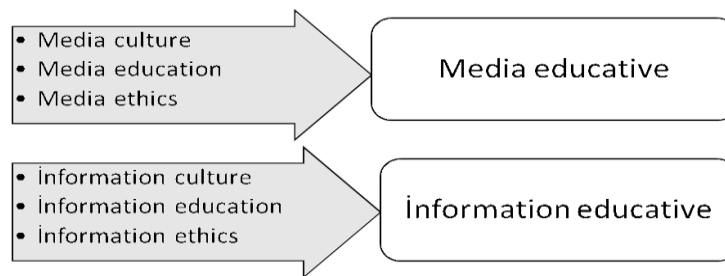 • Media culture
• Media education
• Media ethics
Media educative
• İnformation culture
• İnformation education
• İnformation ethics
İnformation educative